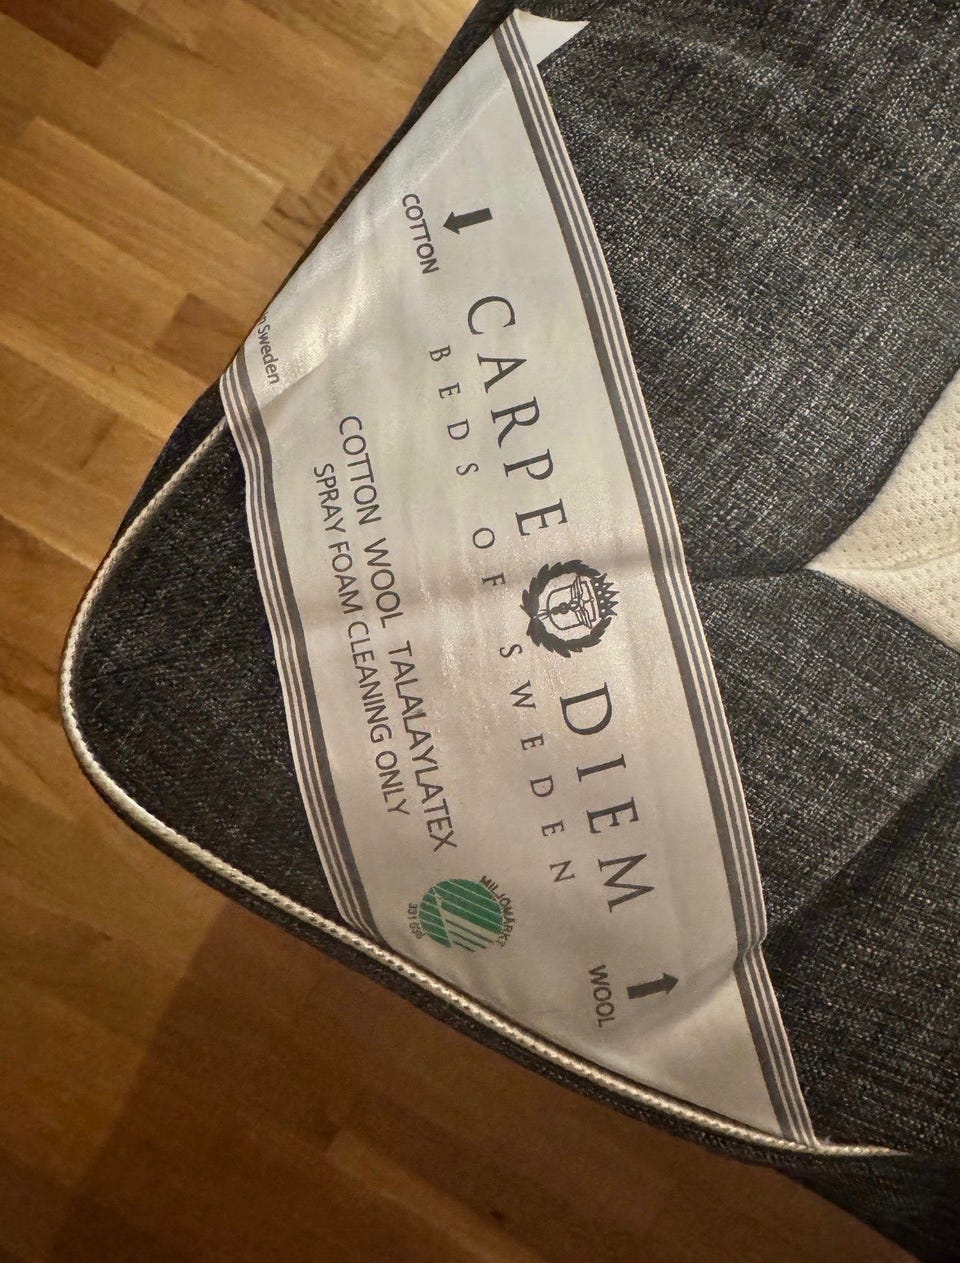 COTTON
WOOL
CARPE DIEM
BEDS OF SWEDEN
COTTON WOOL TALALAYLATEX
SPRAY FOAM CLEANING ONLY
MILJÖMÄRKT
Sweden